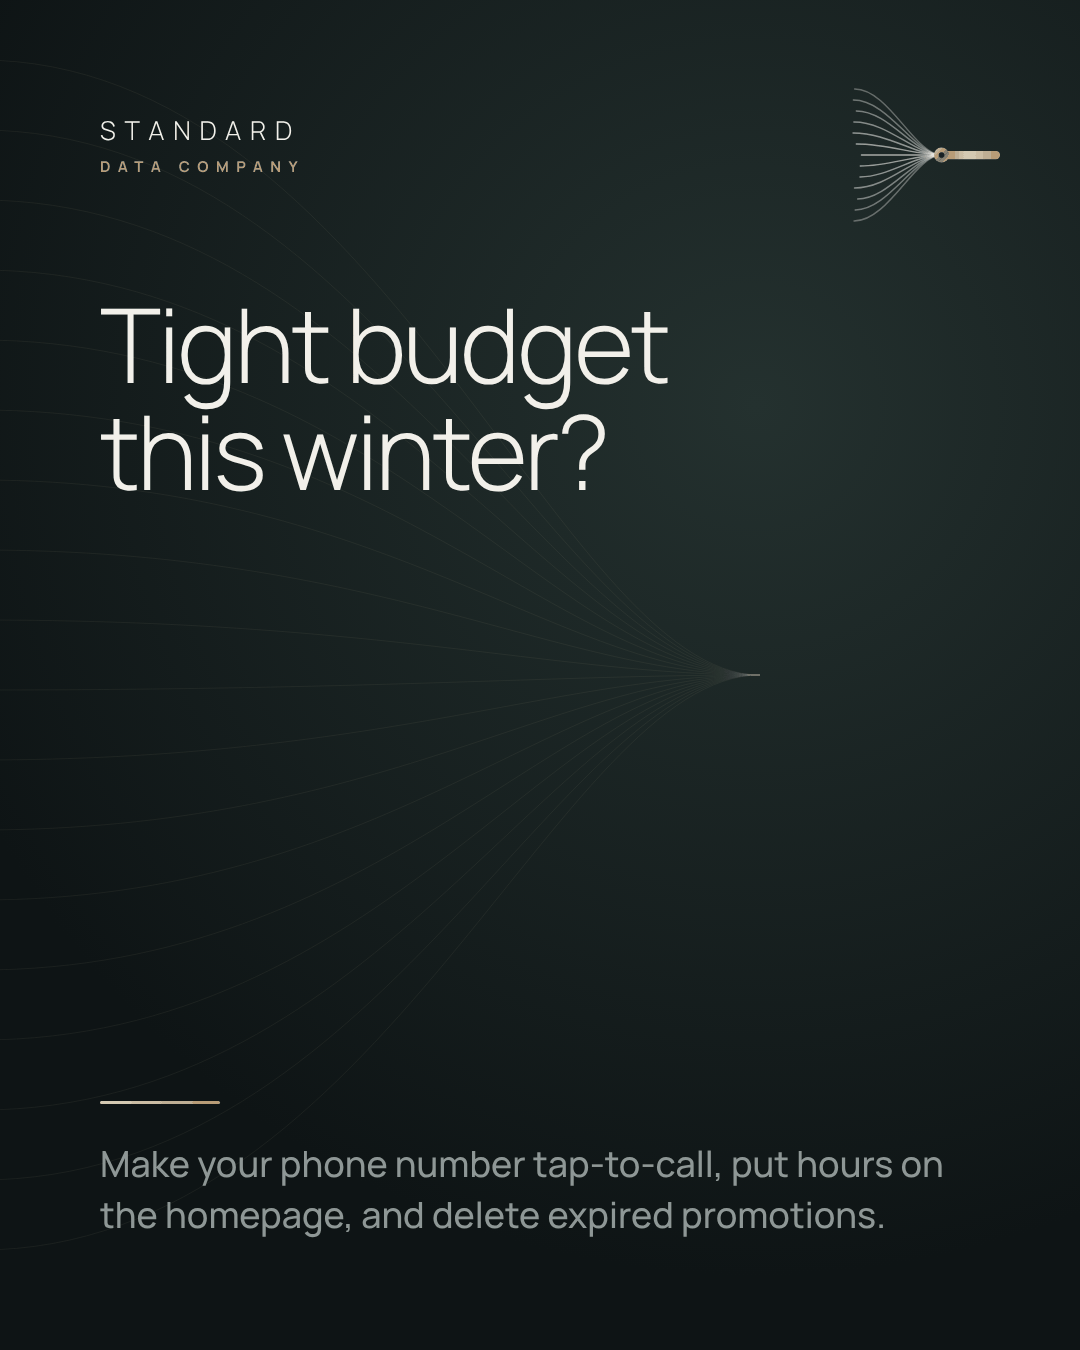 STANDARD
DATA COMPANY
Tight budget
this winter?
Make your phone number tap-to-call, put hours on
the homepage, and delete expired promotions.